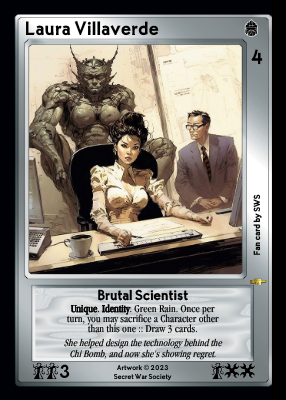 Laura Villaverde
4
Fan card by SWS
Brutal Scientist
Unique. Identity: Green Rain. Once per
turn, you may sacrifice a Character other
than this one :: Draw 3 cards.
She helped design the technology behind the
Chi Bomb, and now she's showing regret.
3
Artwork © 2023
Secret War Society